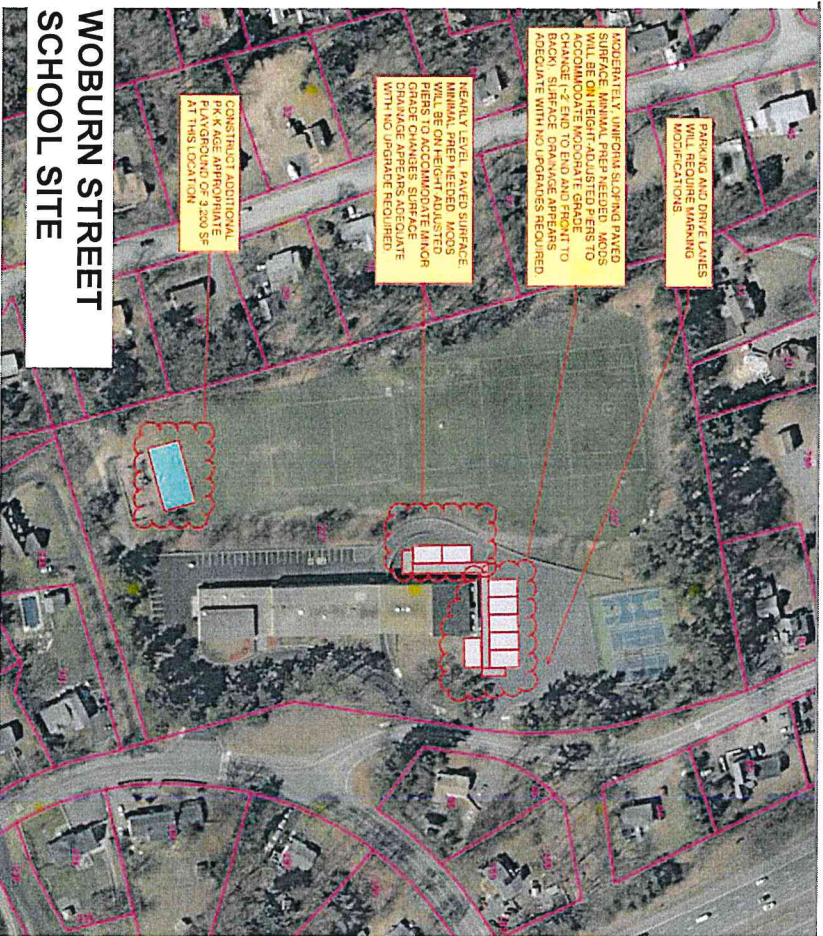 PARKING AND DRIVE LANES
WILL REQUIRE MARKING
MODIFICATIONS
MODERATELY UNIFORM SLOPING PAVED
SURFACE. MINIMAL PREP NEEDED. MODS
WILL BE ON HEIGHT ADJUSTED PIERS TO
ACCOMMODATE MODORATE GRADE
CHANGE (~2' END TO END AND FRONT TO
BACK). SURFACE DRAINAGE APPEARS
ADEQUATE WITH NO UPGRADES REQUIRED.
NEARLY LEVEL PAVED SURFACE.
MINIMAL PREP NEEDED. MODS
WILL BE ON HEIGHT ADJUSTED
PIERS TO ACCOMMODATE MINOR
GRADE CHANGES. SURFACE
DRAINAGE APPEARS ADEQUATE
WITH NO UPGRADE REQUIRED.
CONSTRUCT ADDITIONAL
PK-K AGE APPROPRIATE
PLAYGROUND OF 3,200 SF
AT THIS LOCATION
WOBURN STREET
SCHOOL SITE